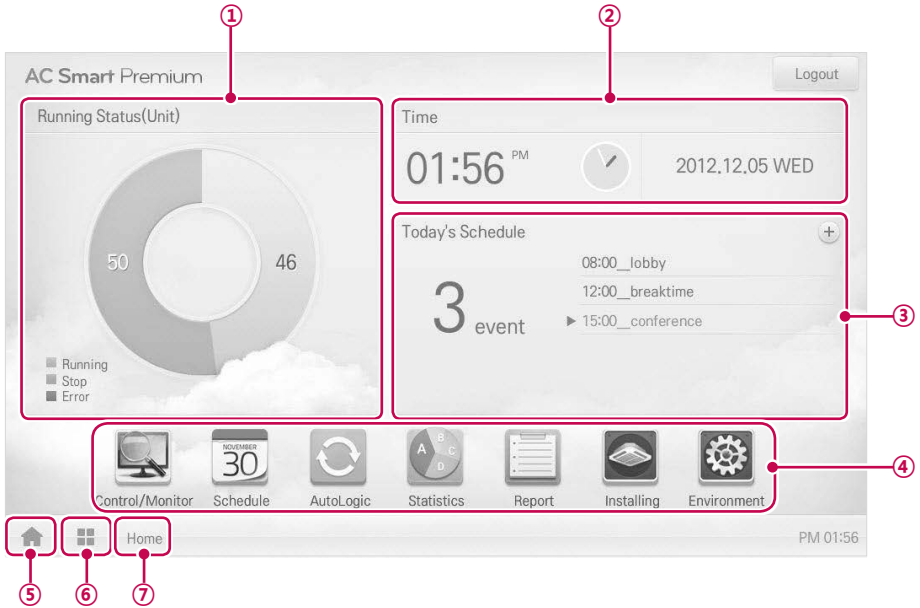 ① ②
AC Smart Premium
Logout
Running Status(Unit)
50
46
Running
Stop
Error
Time
01:56 PM
2012.12.05 WED
Today's Schedule
+
3 event
08:00__lobby
12:00__breaktime
▶ 15:00__conference
③
NOVEMBER
30
A B C D
Control/Monitor Schedule AutoLogic Statistics Report Installing Environment
④
Home
PM 01:56
⑤ ⑥ ⑦